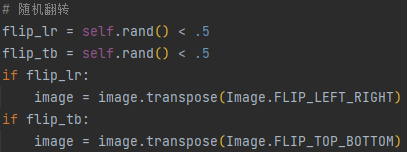 # 随机翻转
flip_lr = self.rand() < .5
flip_tb = self.rand() < .5
if flip_lr:
    image = image.transpose(Image.FLIP_LEFT_RIGHT)
if flip_tb:
    image = image.transpose(Image.FLIP_TOP_BOTTOM)